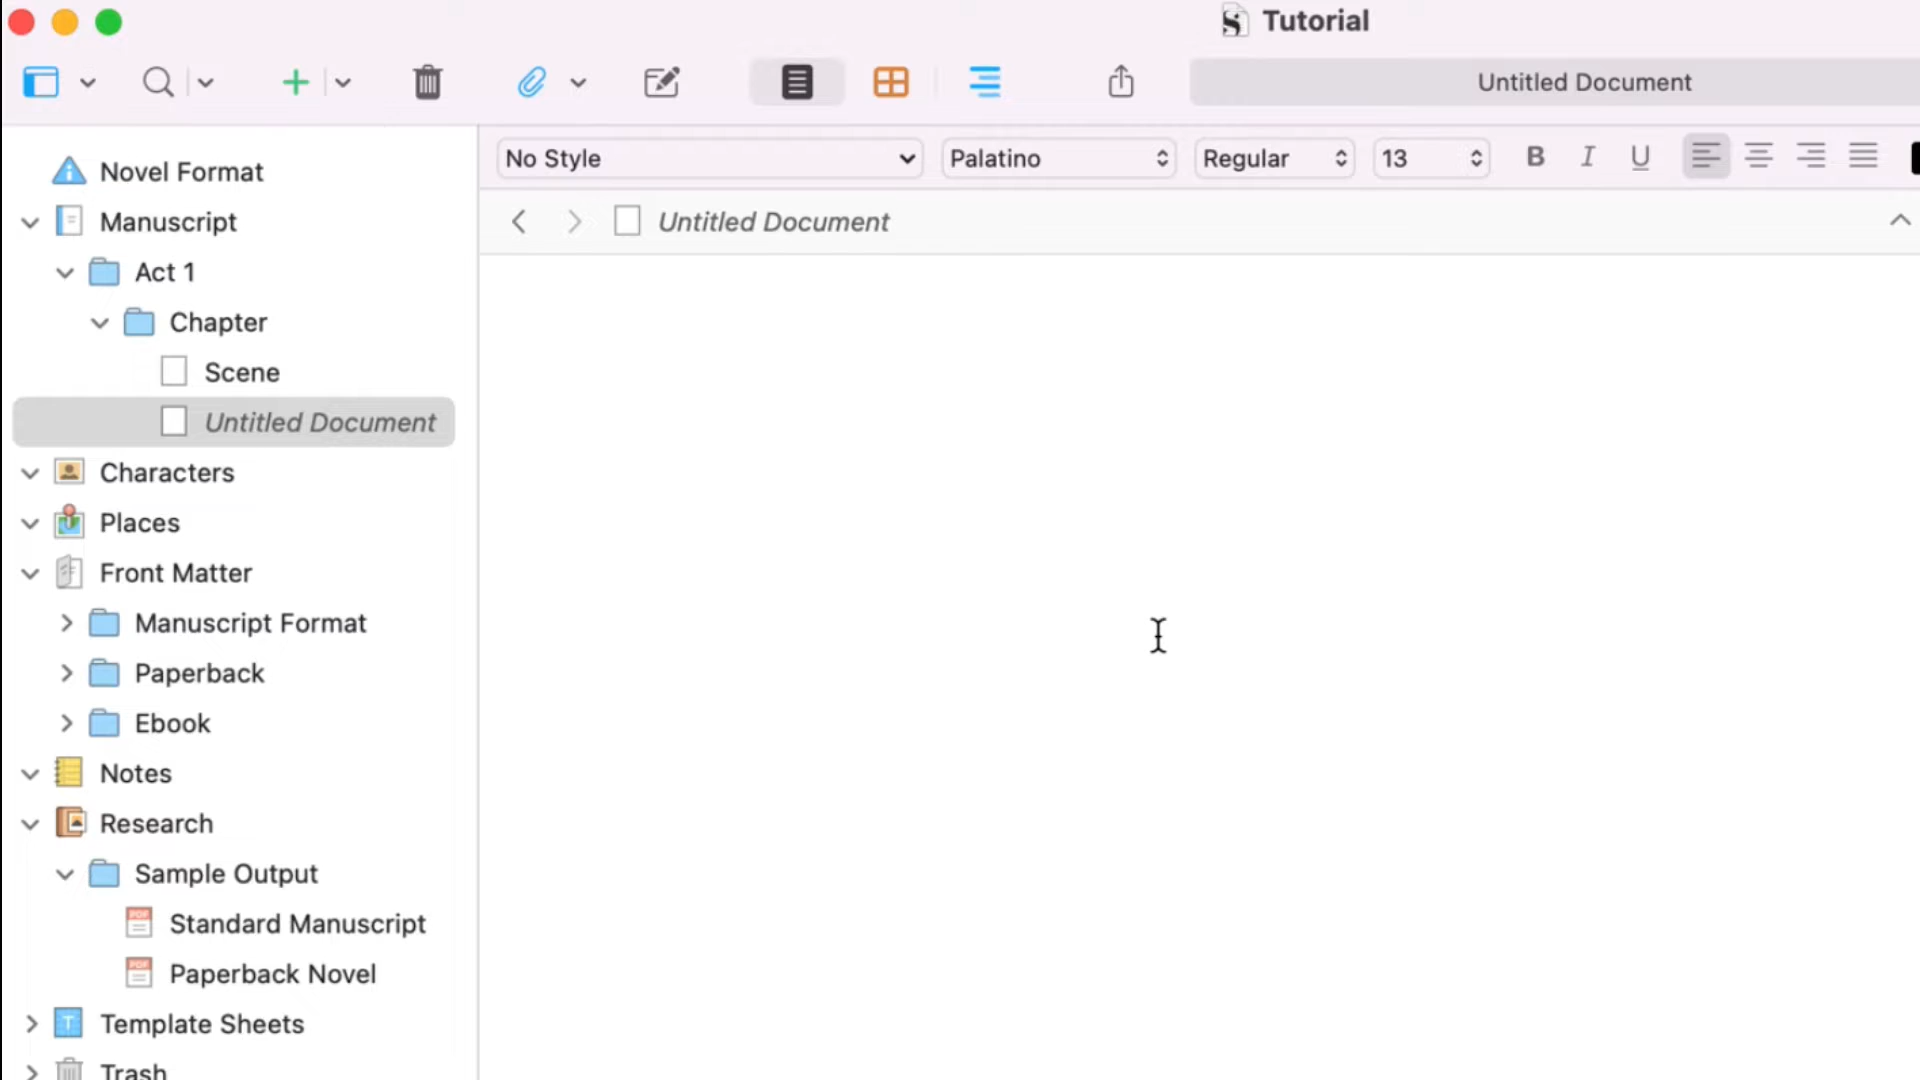 Tutorial
Untitled Document
No Style Palatino Regular 13 B I U
Untitled Document
Novel Format
Manuscript
Act 1
Chapter
Scene
Untitled Document
Characters
Places
Front Matter
Manuscript Format
Paperback
Ebook
Notes
Research
Sample Output
PDF Standard Manuscript
PDF Paperback Novel
T Template Sheets
Trash